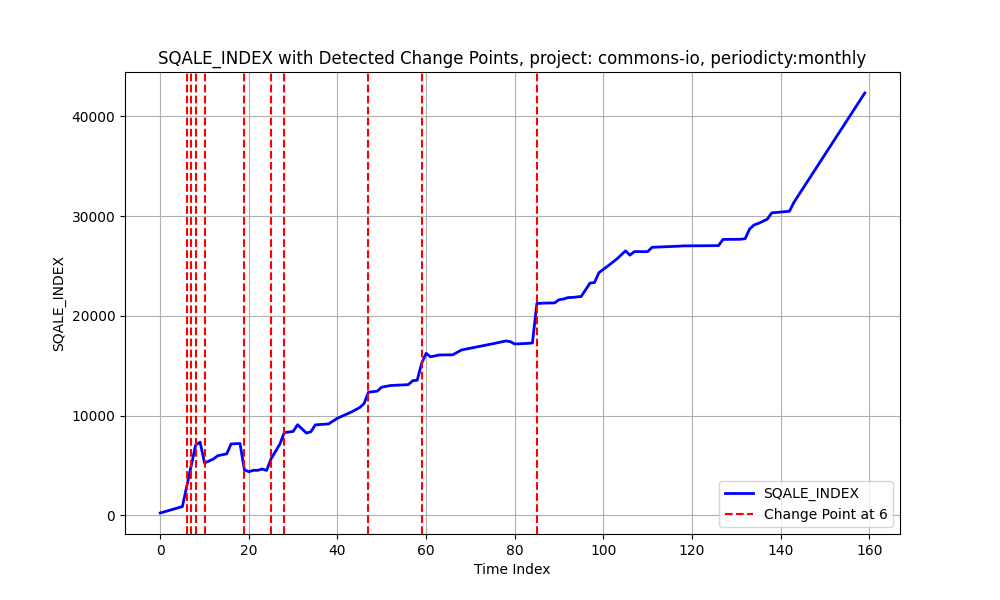 SQALE_INDEX with Detected Change Points, project: commons-io, periodicty:monthly
SQALE_INDEX
40000
30000
20000
10000
0
0 20 40 60 80 100 120 140 160
Time Index
SQALE_INDEX
Change Point at 6